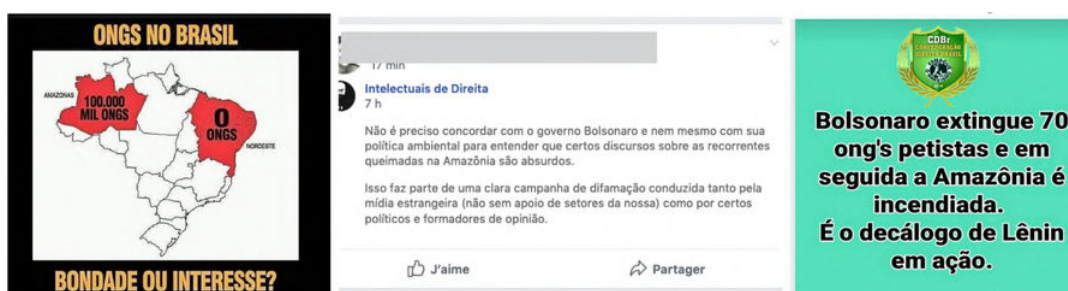 ONGS NO BRASIL
AMAZONAS
100.000
MIL ONGS
0
ONGS
NORDESTE
BONDADE OU INTERESSE?
17 min
Intelectuais de Direita
7 h
Não é preciso concordar com o governo Bolsonaro e nem mesmo com sua
política ambiental para entender que certos discursos sobre as recorrentes
queimadas na Amazônia são absurdos.
Isso faz parte de uma clara campanha de difamação conduzida tanto pela
mídia estrangeira (não sem apoio de setores da nossa) como por certos
políticos e formadores de opinião.
J'aime
Partager
CDBr
Bolsonaro extingue 70
ong's petistas e em
seguida a Amazônia é
incendiada.
É o decálogo de Lênin
em ação.